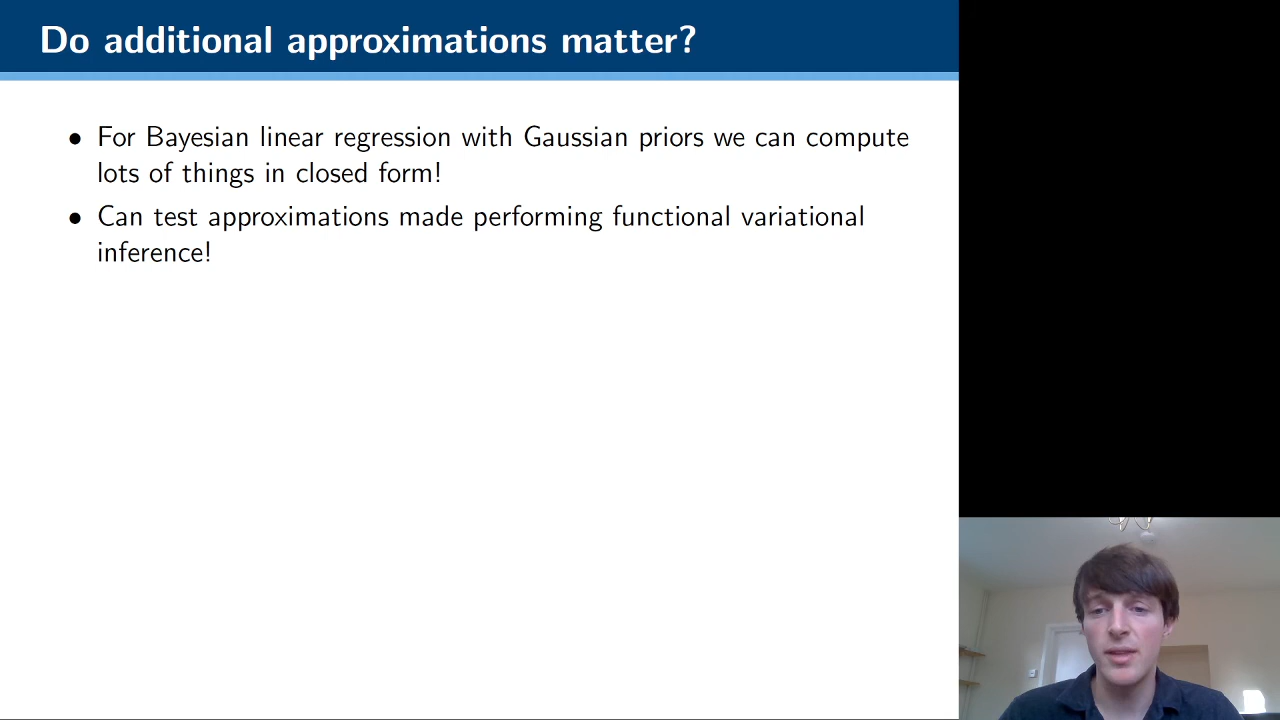 Do additional approximations matter?
• For Bayesian linear regression with Gaussian priors we can compute
lots of things in closed form!
• Can test approximations made performing functional variational
inference!